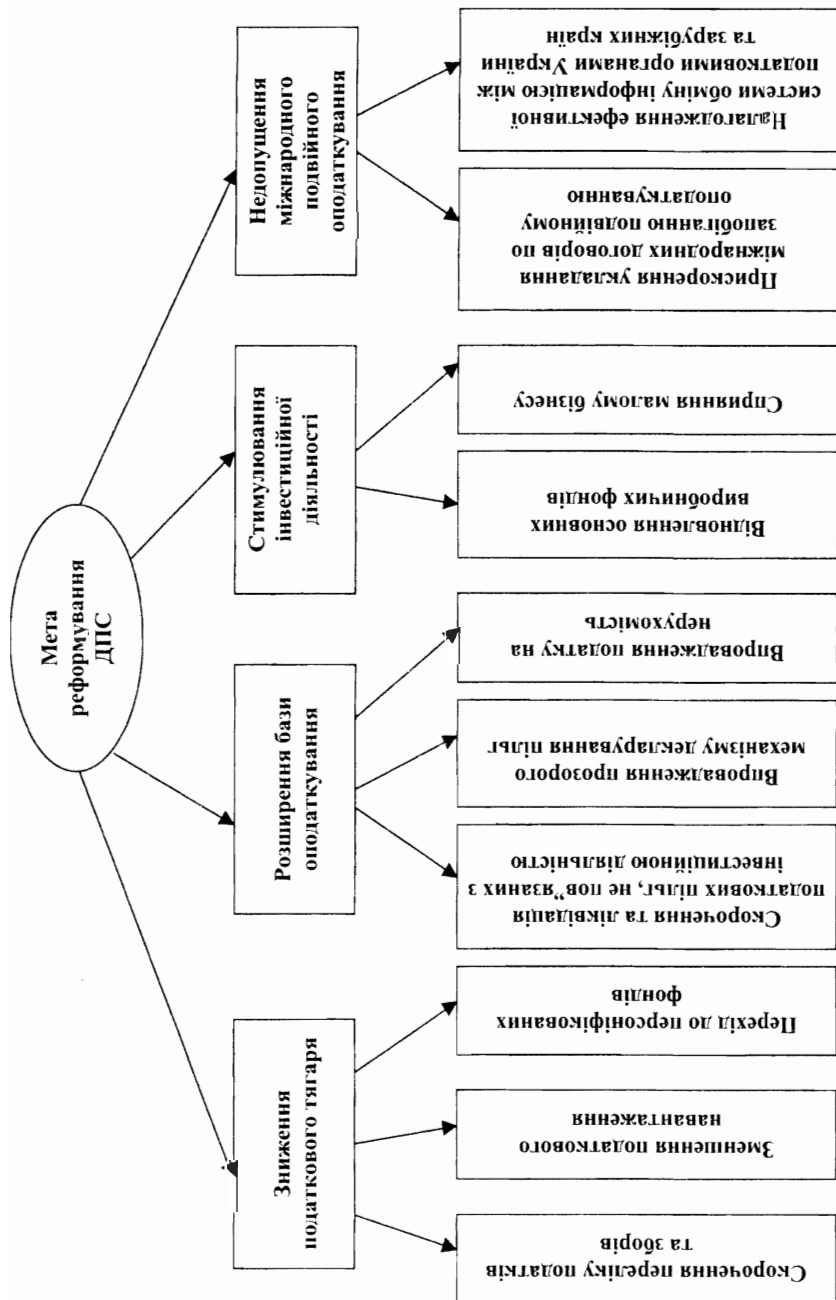 Мета
реформування
ДПС
Зниження
податкового тягаря
Розширення бази
оподаткування
Стимулювання
інвестиційної
діяльності
Недопущення
міжнародного
подвійного
оподаткування
Скорочення переліку податків
та зборів
Зменшення податкового
навантаження
Перехід до персоніфікованих
фондів
Скорочення та ліквідація
податкових пільг, не пов”язаних з
інвестиційною діяльністю
Впровадження прозорого
механізму декларування пільг
Впровадження податку на
нерухомість
Відновлення основних
виробничих фондів
Сприяння малому бізнесу
Прискорення укладання
міжнародних договорів по
запобіганню подвійному
оподаткуванню
Налагодження ефективної
системи обміну інформацією між
податковими органами України
та зарубіжних країн